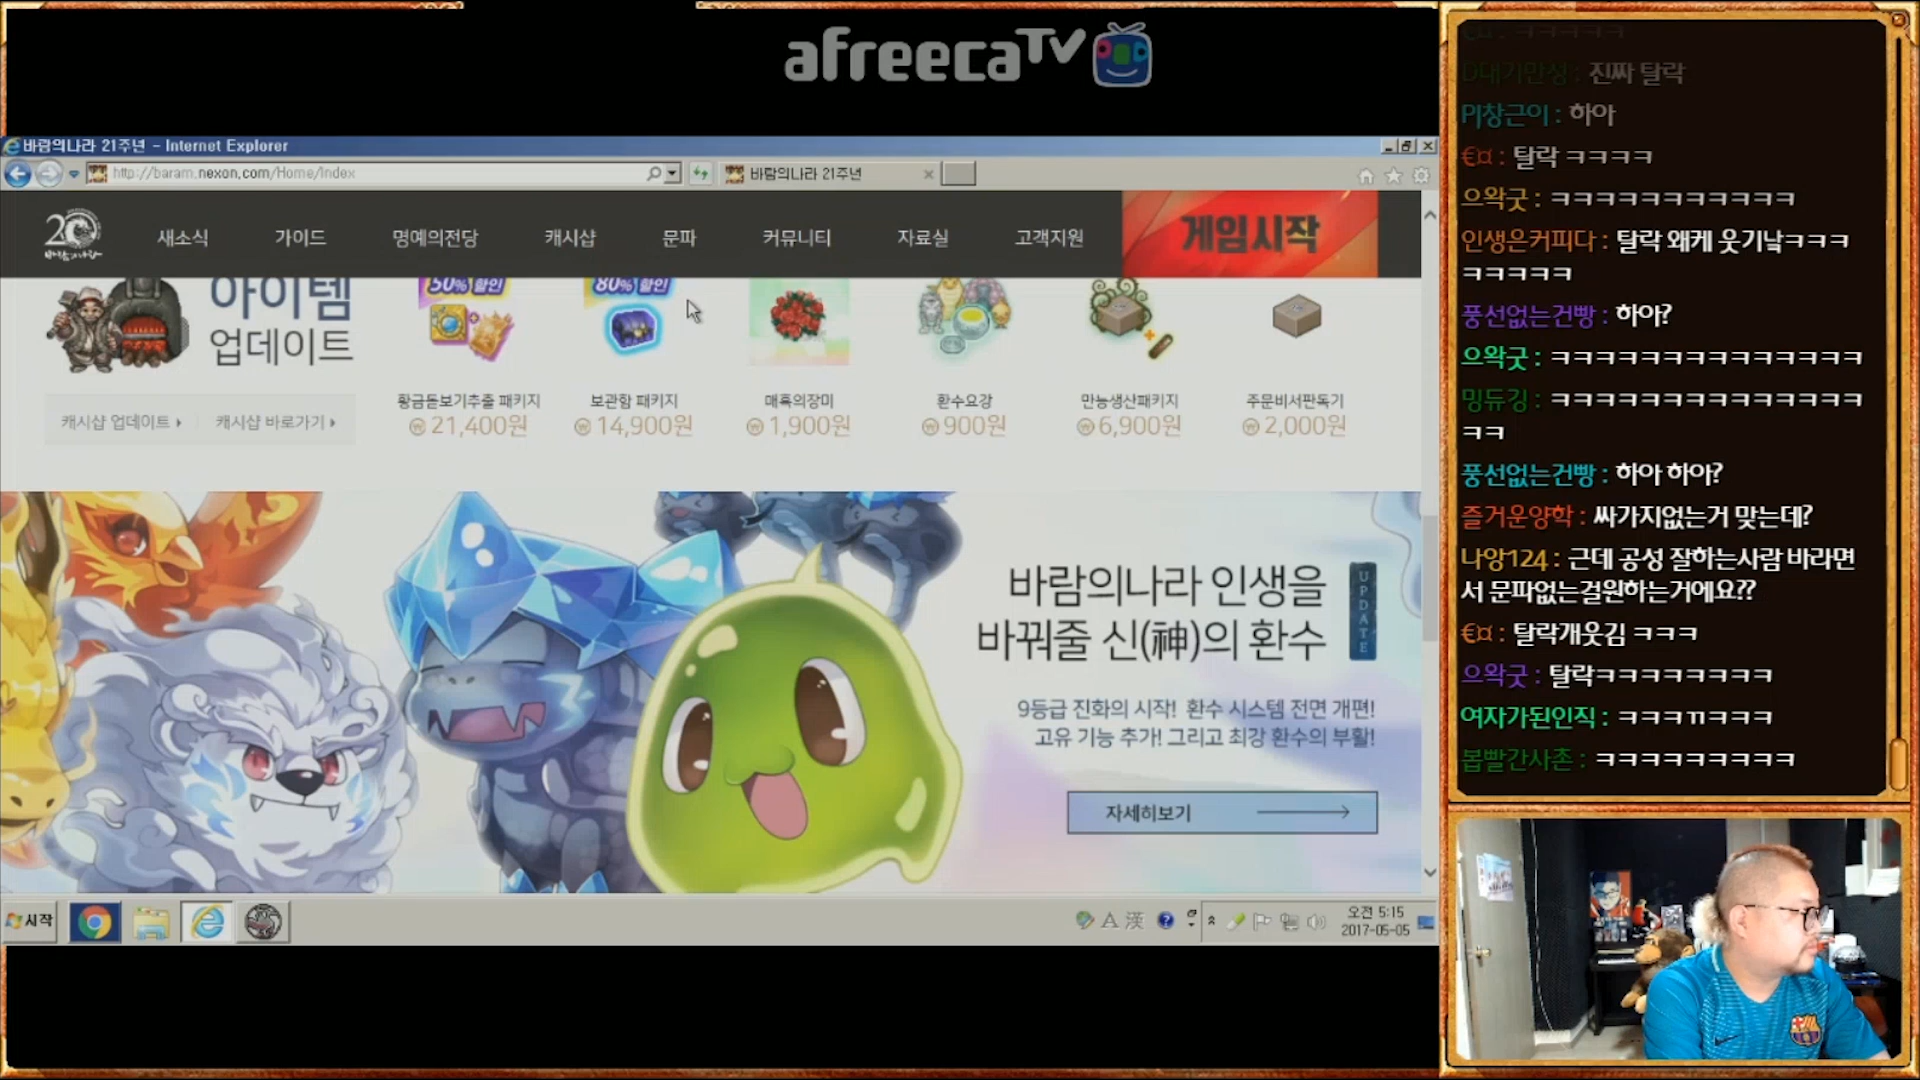 afreecaTV
바람의나라 21주년 - Internet Explorer
http://baram.nexon.com/Home/Index
바람의나라 21주년
20
바람의나라
새소식
가이드
명예의전당
캐시샵
문파
커뮤니티
자료실
고객지원
게임시작
아이템
업데이트
캐시샵 업데이트
캐시샵 바로가기
50% 할인
황금돋보기추출 패키지
21,400원
80% 할인
보관함 패키지
14,900원
매혹의장미
1,900원
환수요강
900원
만능생산패키지
6,900원
주문비서판독기
2,000원
바람의나라 인생을
바꿔줄 신(神)의 환수
UPDATE
9등급 진화의 시작! 환수 시스템 전면 개편!
고유 기능 추가! 그리고 최강 환수의 부활!
자세히보기
시작
A 漢
오전 5:15
2017-05-05
D대기만성 : 진짜 탈락
PI창근이 : 하아
€¤ : 탈락 ㅋㅋㅋㅋ
으왁굿 : ㅋㅋㅋㅋㅋㅋㅋㅋㅋㅋㅋ
인생은커피다 : 탈락 왜케 웃기냨ㅋㅋㅋ
ㅋㅋㅋㅋㅋ
풍선없는건빵 : 하아?
으왁굿 : ㅋㅋㅋㅋㅋㅋㅋㅋㅋㅋㅋㅋㅋㅋ
밍듀깅 : ㅋㅋㅋㅋㅋㅋㅋㅋㅋㅋㅋㅋㅋㅋ
ㅋㅋ
풍선없는건빵 : 하아 하아?
즐거운양학 : 싸가지없는거 맞는데?
나앙124 : 근데 공성 잘하는사람 바라면
서 문파없는걸원하는거에요??
€¤ : 탈락개웃김 ㅋㅋㅋ
으왁굿 : 탈락ㅋㅋㅋㅋㅋㅋㅋㅋ
여자가된인직 : ㅋㅋㅋㄲㅋㅋㅋ
봅빨간사촌 : ㅋㅋㅋㅋㅋㅋㅋㅋㅋ